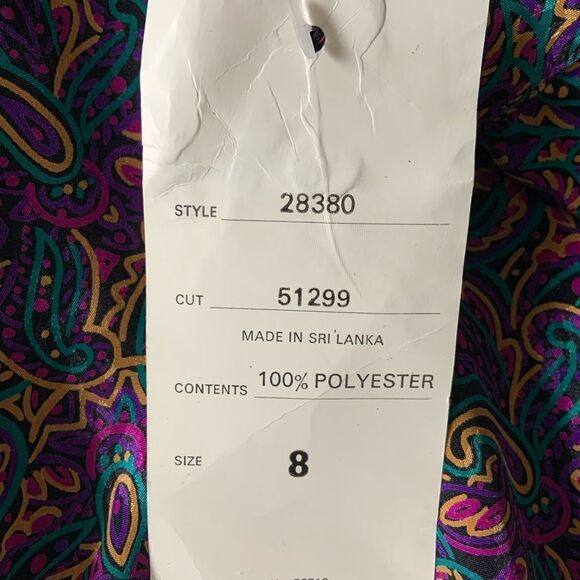 STYLE 28380
CUT 51299
MADE IN SRI LANKA
CONTENTS 100% POLYESTER
SIZE 8